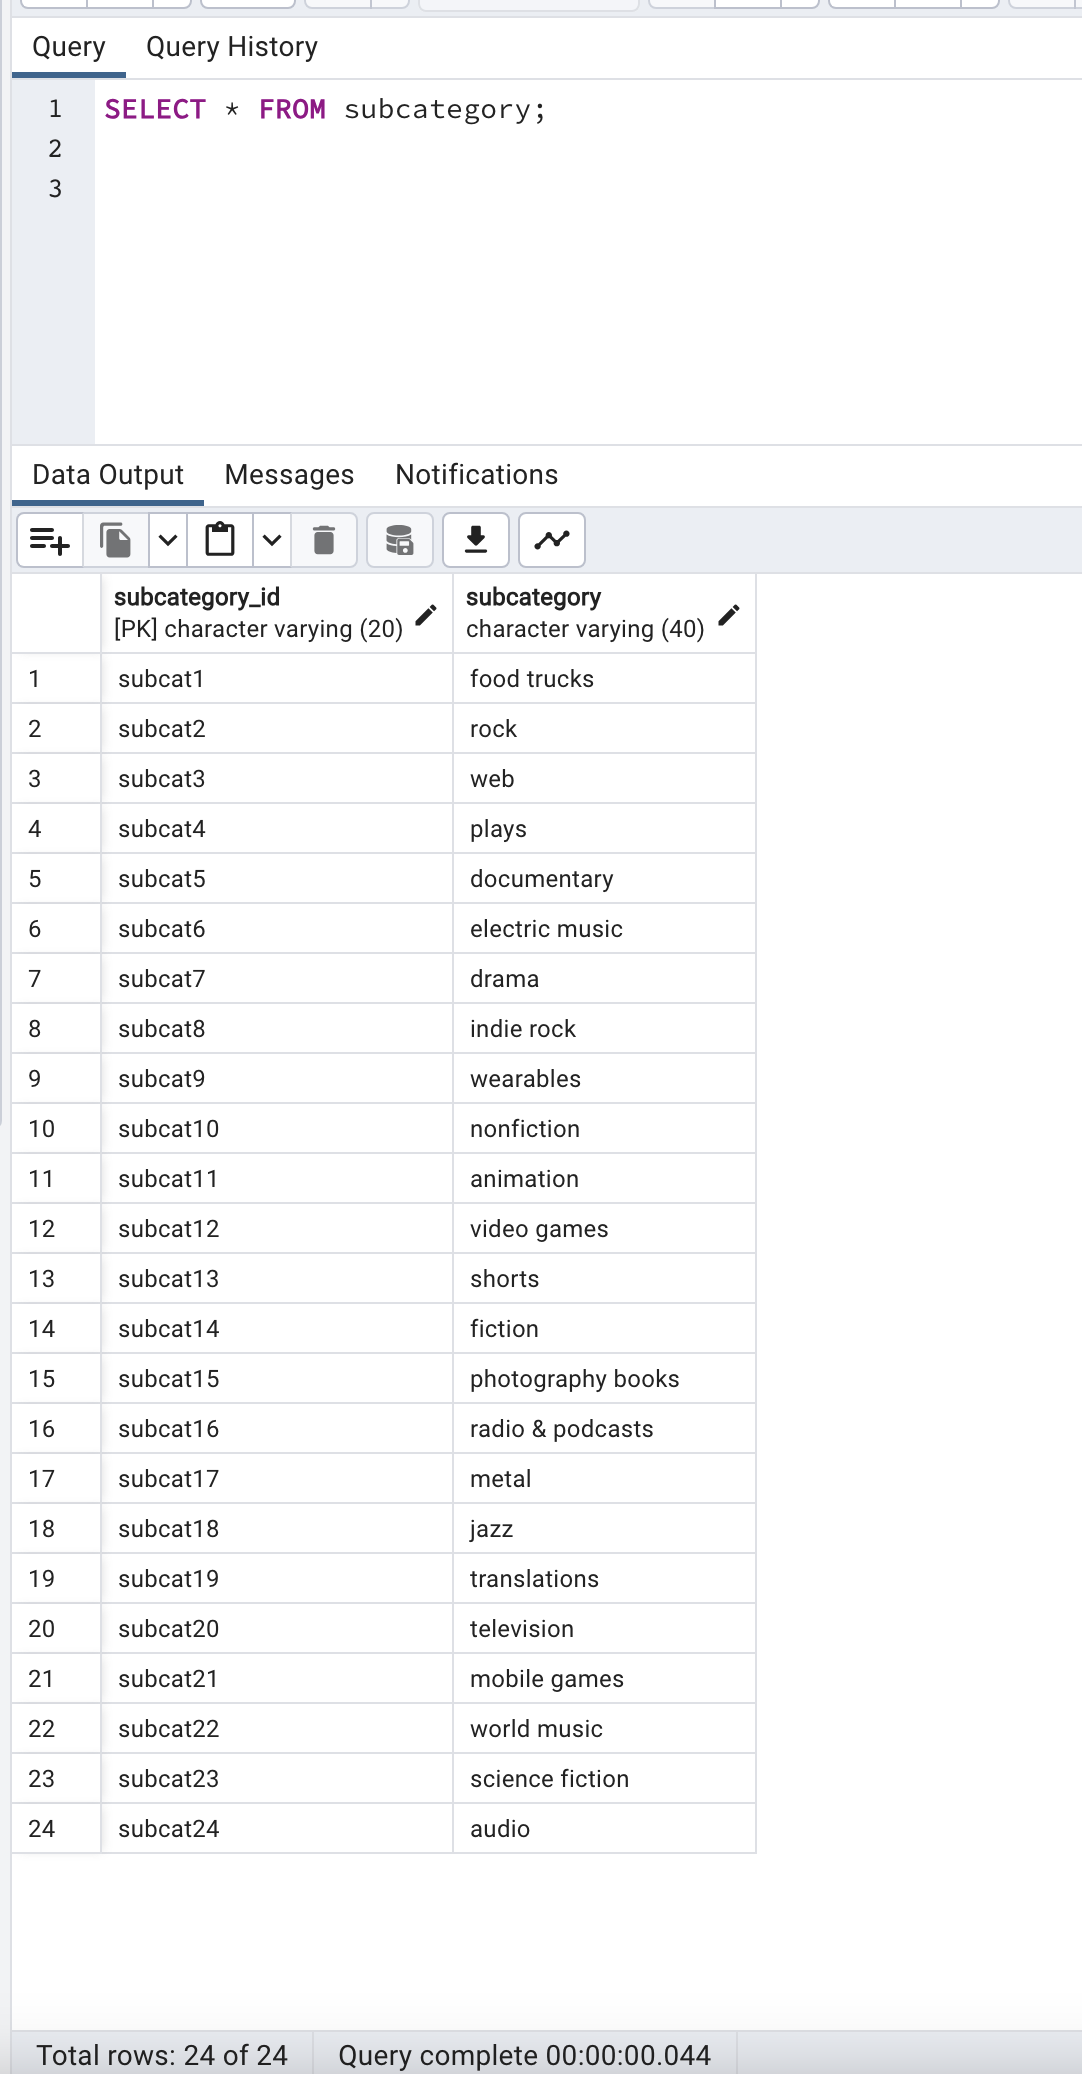 Query Query History
1 SELECT * FROM subcategory;
2
3
Data Output Messages Notifications
subcategory_id subcategory
[PK] character varying (20) character varying (40)
1 subcat1 food trucks
2 subcat2 rock
3 subcat3 web
4 subcat4 plays
5 subcat5 documentary
6 subcat6 electric music
7 subcat7 drama
8 subcat8 indie rock
9 subcat9 wearables
10 subcat10 nonfiction
11 subcat11 animation
12 subcat12 video games
13 subcat13 shorts
14 subcat14 fiction
15 subcat15 photography books
16 subcat16 radio & podcasts
17 subcat17 metal
18 subcat18 jazz
19 subcat19 translations
20 subcat20 television
21 subcat21 mobile games
22 subcat22 world music
23 subcat23 science fiction
24 subcat24 audio
Total rows: 24 of 24 Query complete 00:00:00.044